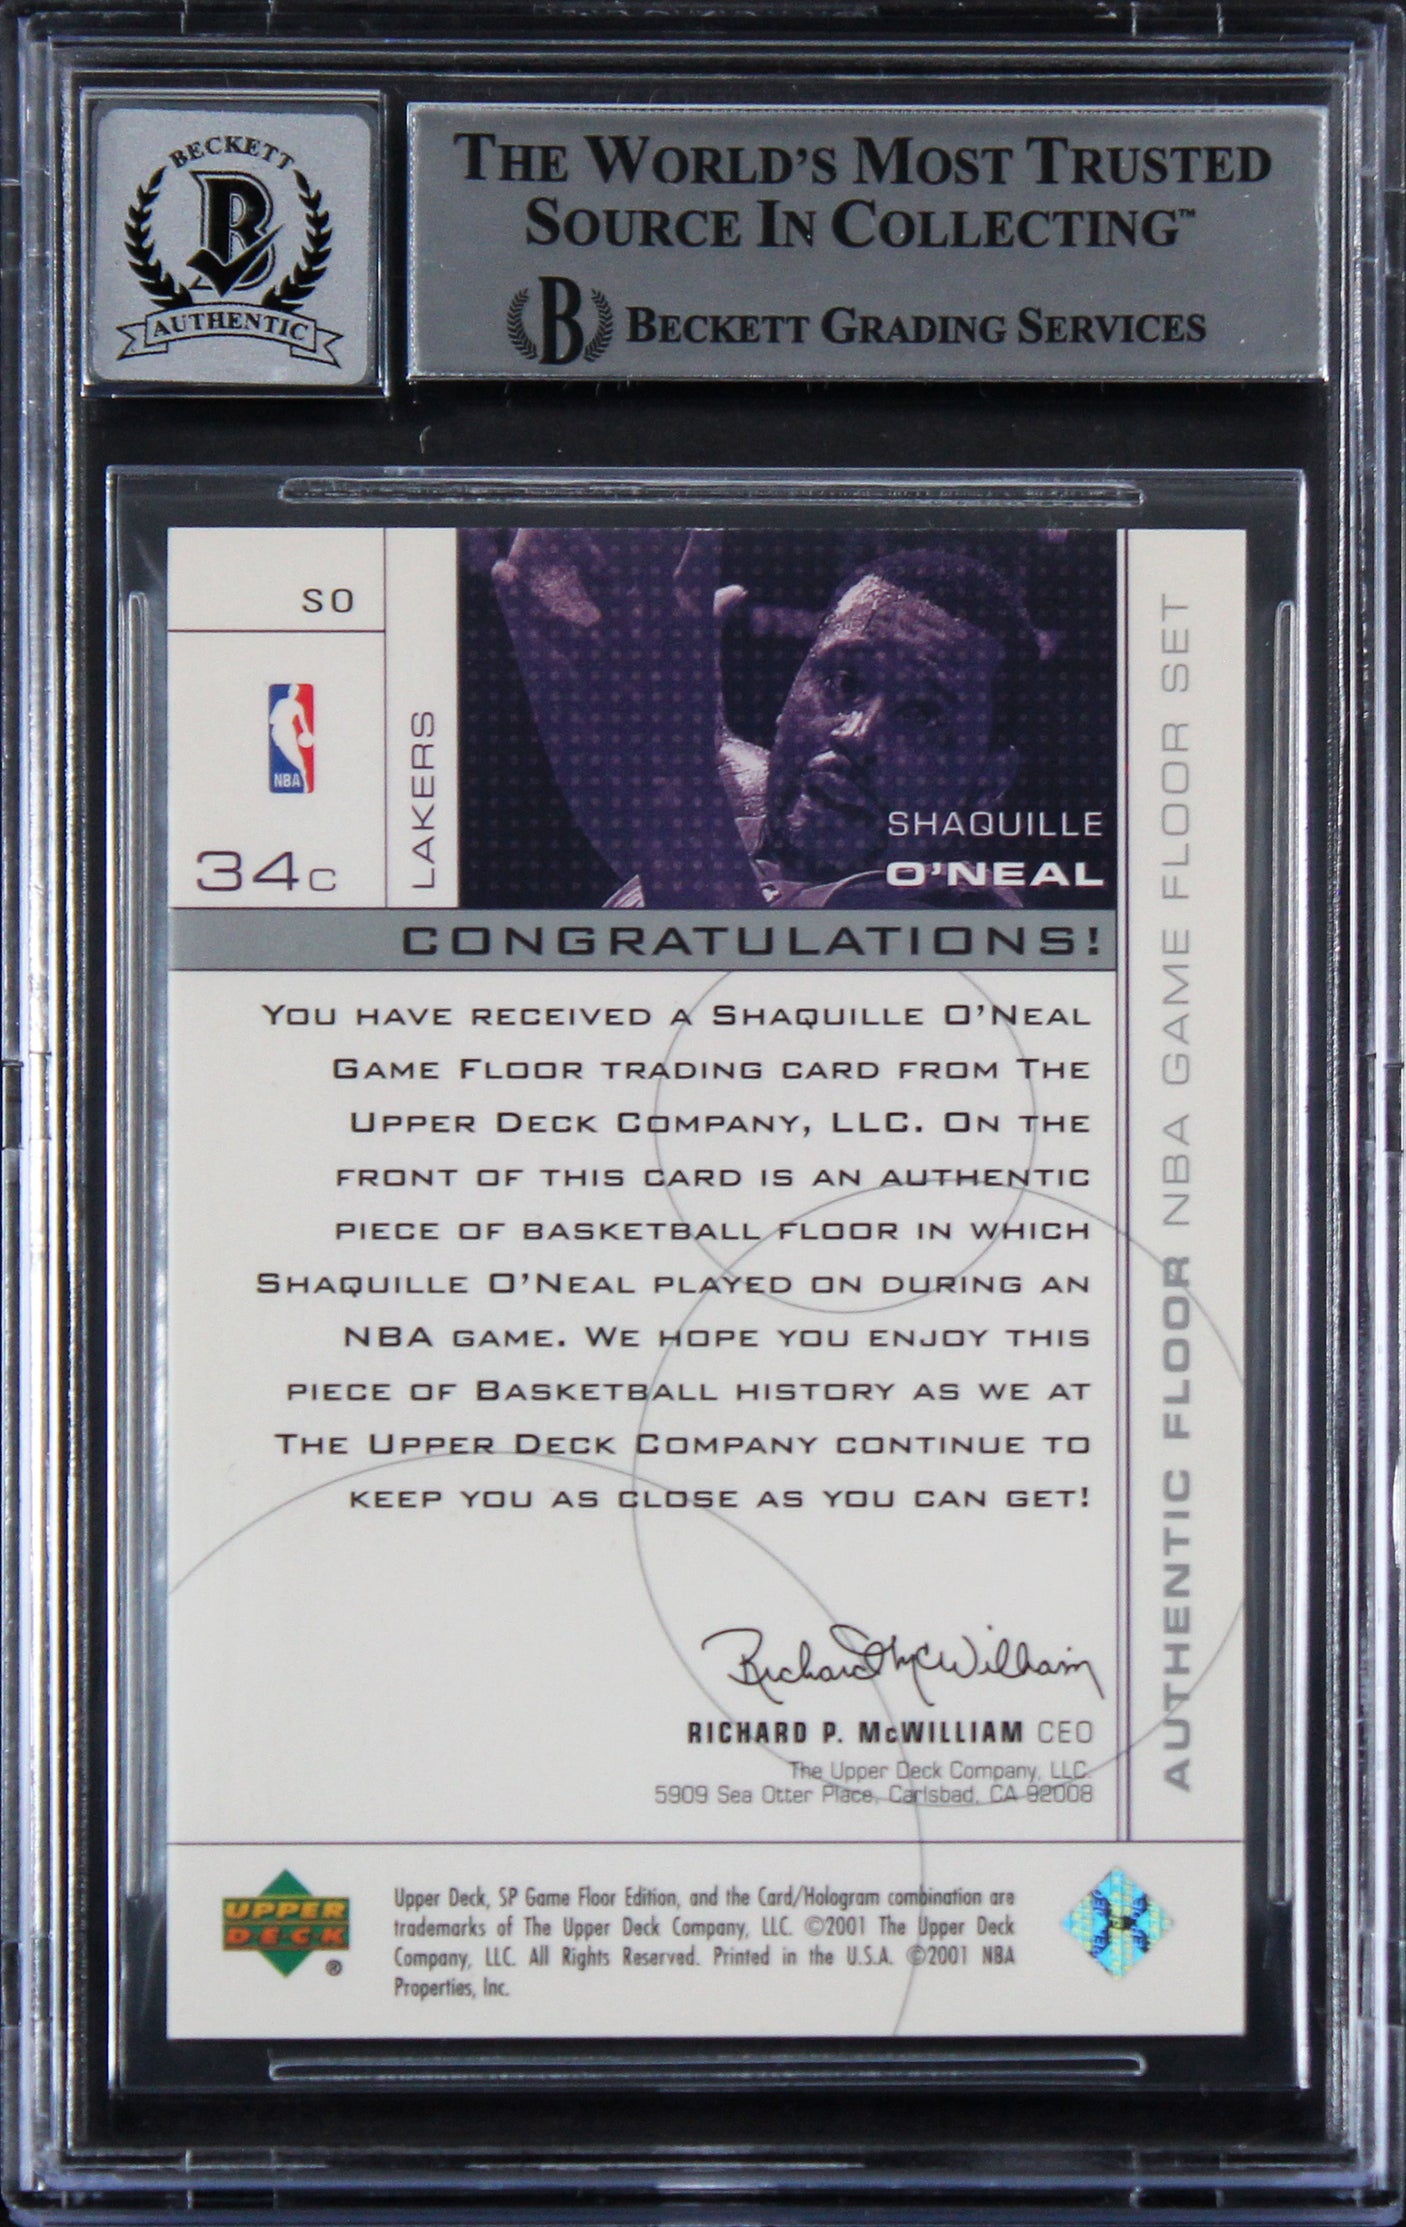 BECKETT
AUTHENTIC
THE WORLD'S MOST TRUSTED
SOURCE IN COLLECTING™
B BECKETT GRADING SERVICES
SO
NBA
34C
LAKERS
SHAQUILLE
O'NEAL
CONGRATULATIONS!
YOU HAVE RECEIVED A SHAQUILLE O'NEAL
GAME FLOOR TRADING CARD FROM THE
UPPER DECK COMPANY, LLC. ON THE
FRONT OF THIS CARD IS AN AUTHENTIC
PIECE OF BASKETBALL FLOOR IN WHICH
SHAQUILLE O'NEAL PLAYED ON DURING AN
NBA GAME. WE HOPE YOU ENJOY THIS
PIECE OF BASKETBALL HISTORY AS WE AT
THE UPPER DECK COMPANY CONTINUE TO
KEEP YOU AS CLOSE AS YOU CAN GET!
Richard McWilliam
RICHARD P. McWILLIAM CEO
The Upper Deck Company, LLC.
5909 Sea Otter Place, Carlsbad, CA 92008
AUTHENTIC FLOOR NBA GAME FLOOR SET
UPPER
DECK
®
Upper Deck, SP Game Floor Edition, and the Card/Hologram combination are
trademarks of The Upper Deck Company, LLC. ©2001 The Upper Deck
Company, LLC. All Rights Reserved. Printed in the U.S.A. ©2001 NBA
Properties, Inc.